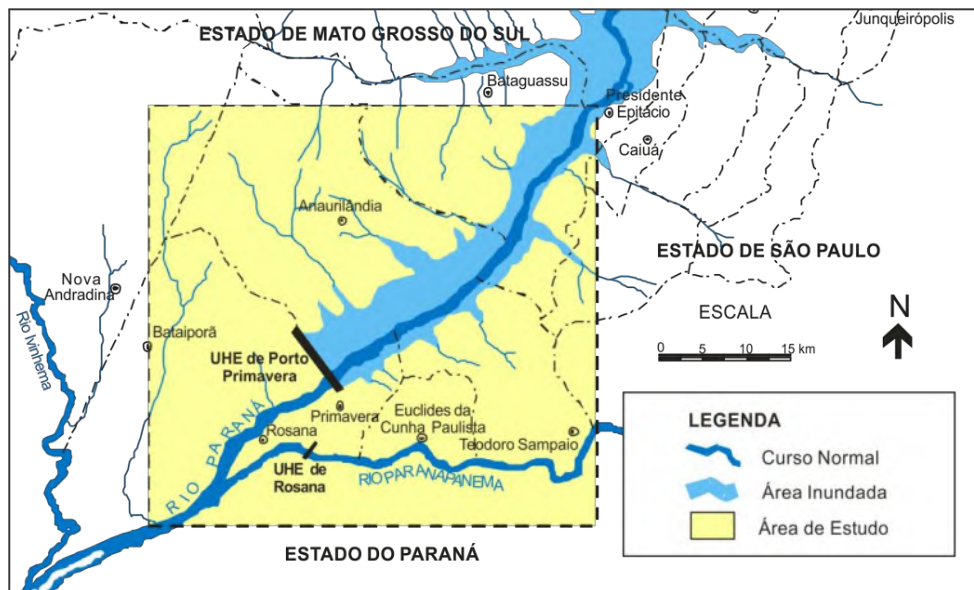 Junqueirópolis
ESTADO DE MATO GROSSO DO SUL
Bataguassu
Presidente
Epitácio
Caiuá
Anaurilândia
ESTADO DE SÃO PAULO
Nova
Andradina
ESCALA
N
Rio Ivinhema
Bataiporã
0 5 10 15 km
UHE de Porto
Primavera
Primavera
Euclides da
Cunha Paulista
RIO PARANÁ
Rosana
Teodoro Sampaio
UHE de
Rosana
RIO PARANAPANEMA
LEGENDA
Curso Normal
Área Inundada
Área de Estudo
ESTADO DO PARANÁ